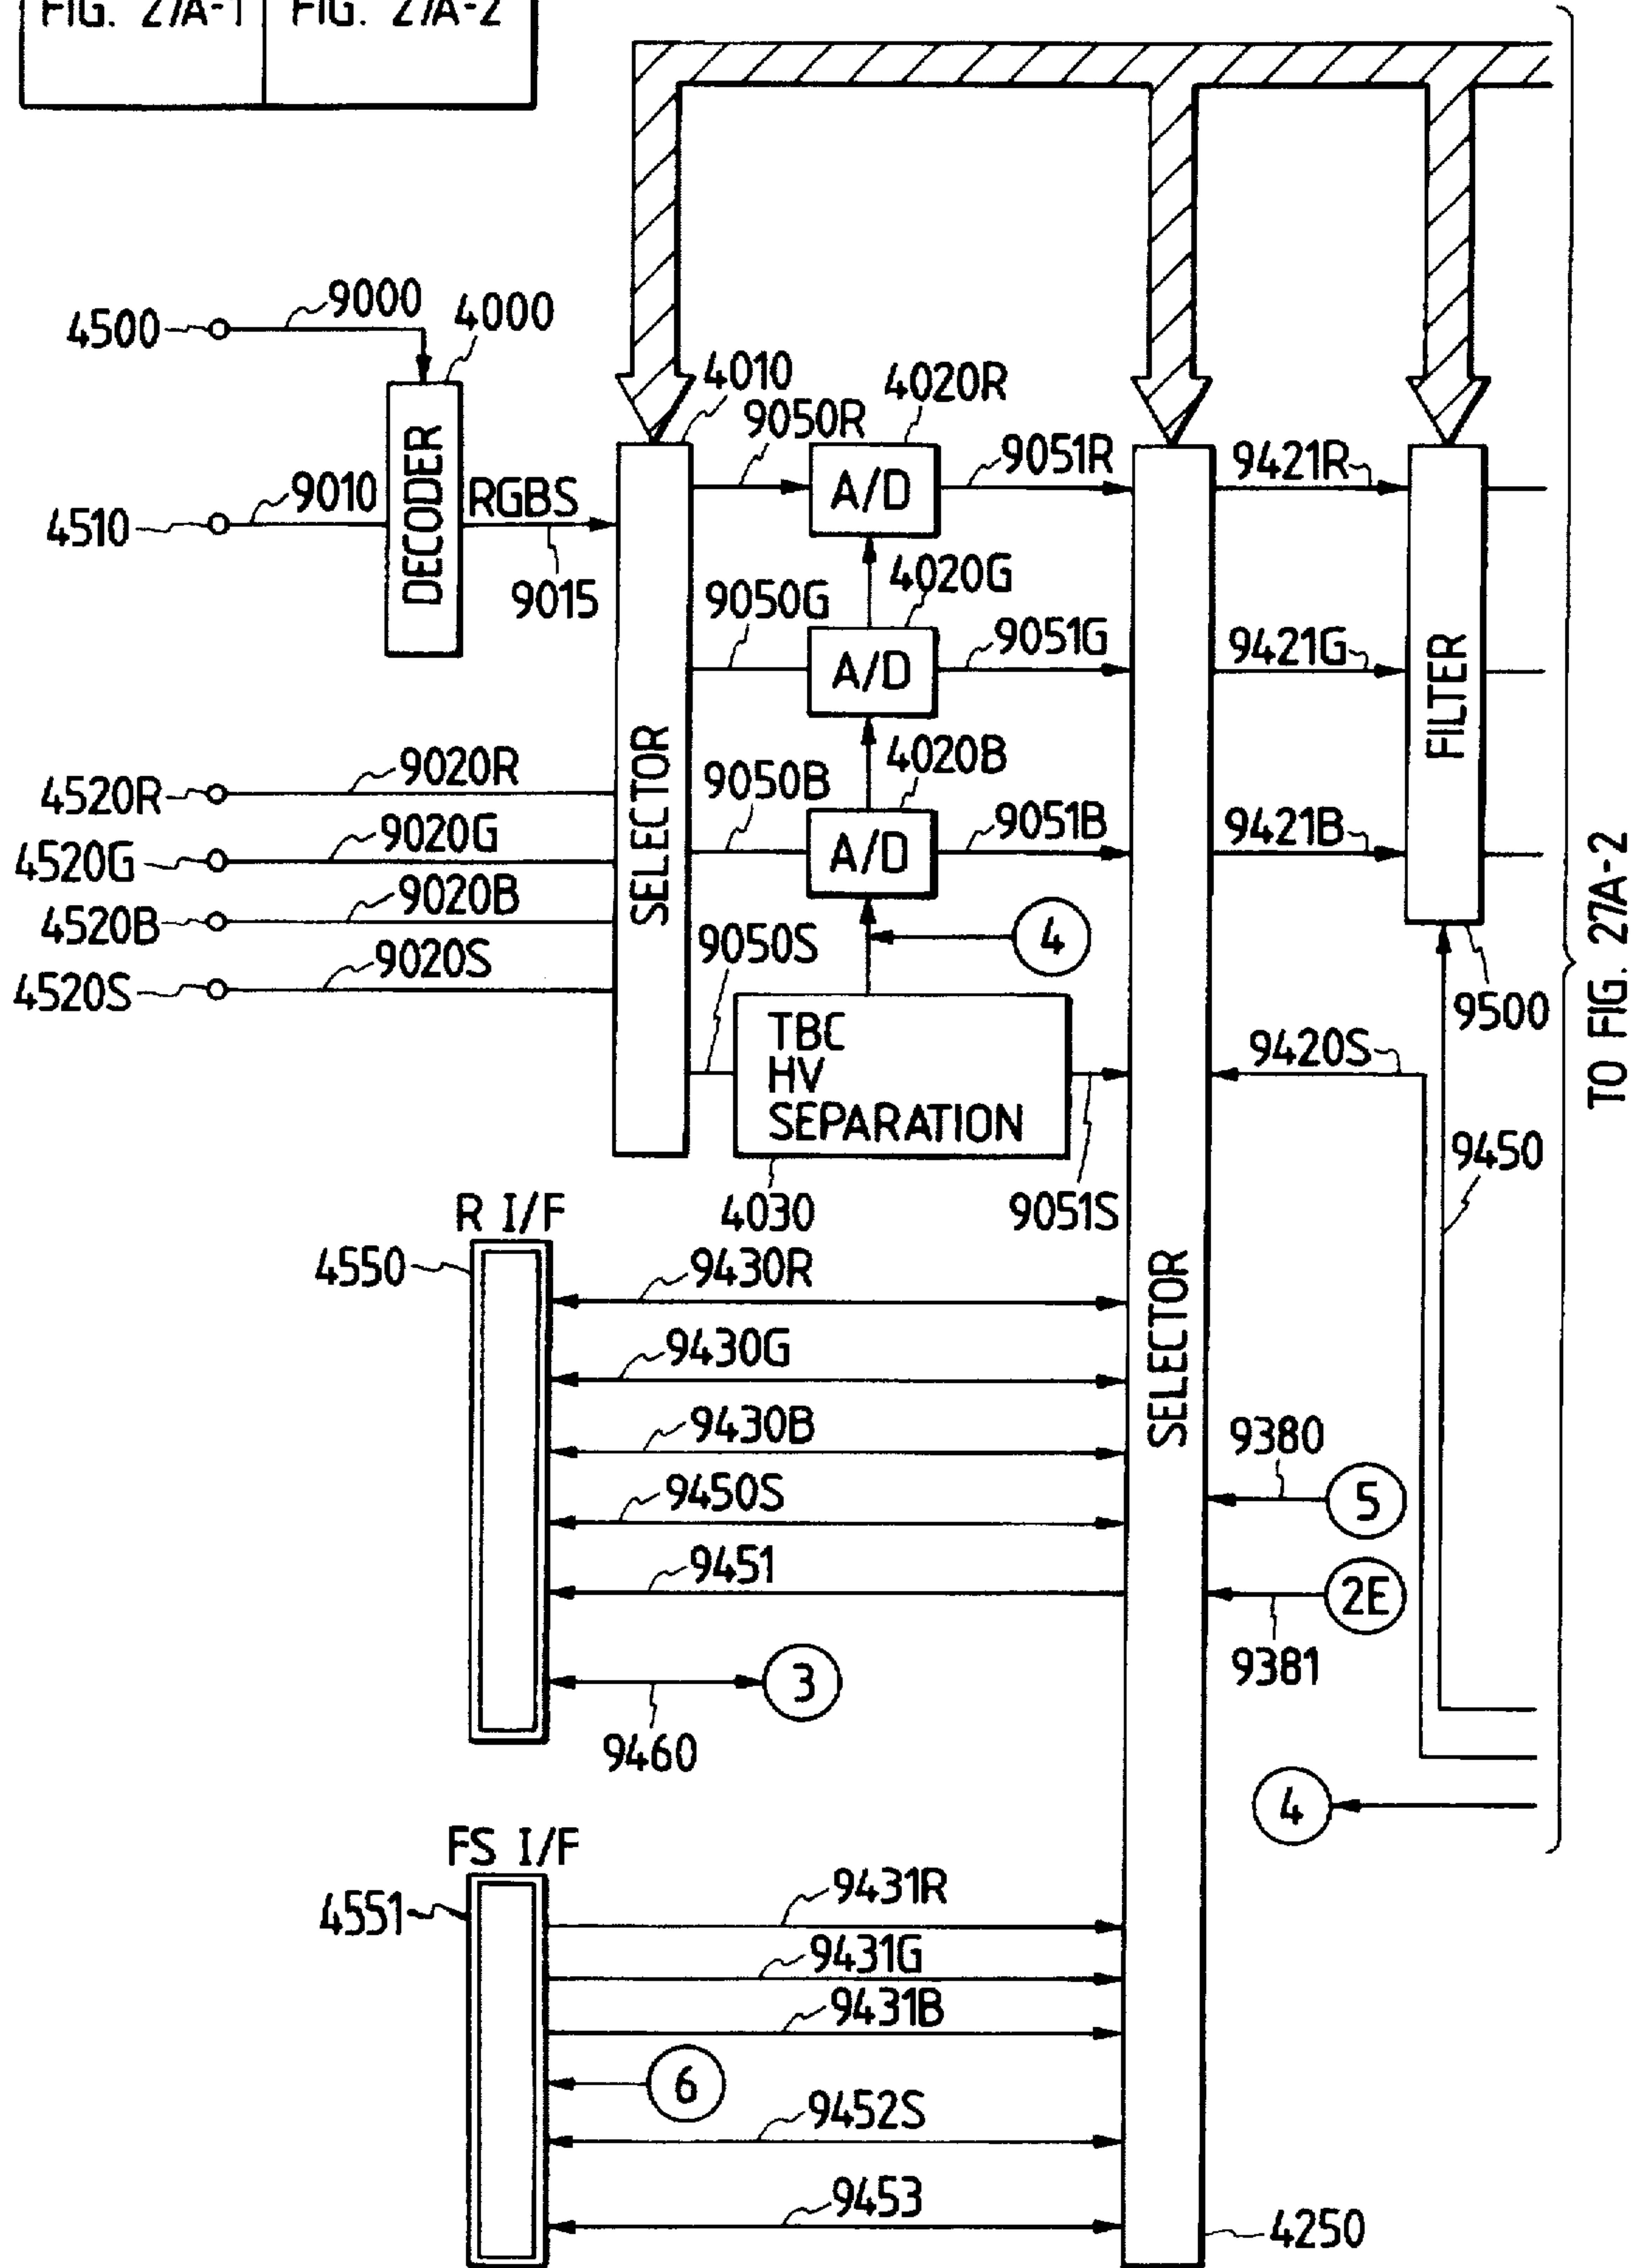 FIG. 27A-1 FIG. 27A-2
9000
4000
4500
4010
4020R
9050R
9051R
9421R
9010
RGBS
A/D
4510
DECODER
4020G
9015
9050G
9051G
9421G
A/D
FILTER
SELECTOR
4020B
9020R
9050B
9051B
9421B
4520R
9020G
A/D
4520G
9020B
4520B
9050S
4
9020S
4520S
9500
TBC
HV
SEPARATION
9420S
TO FIG. 27A-2
9450
4030
9051S
R I/F
4550
9430R
SELECTOR
9430G
9430B
9380
9450S
5
9451
2E
9381
3
9460
4
FS I/F
4551
9431R
9431G
9431B
6
9452S
9453
4250